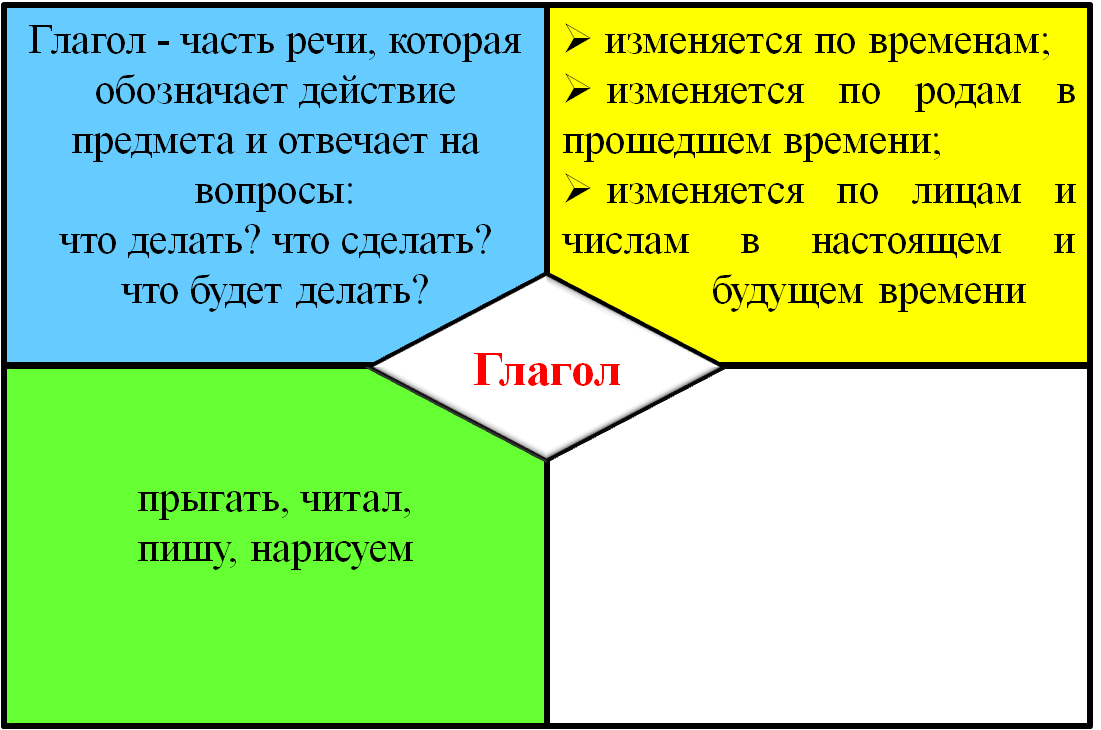 Глагол - часть речи, которая
обозначает действие
предмета и отвечает на
вопросы:
что делать? что сделать?
что будет делать?
➢ изменяется по временам;
➢ изменяется по родам в
прошедшем времени;
➢ изменяется по лицам и
числам в настоящем и
будущем времени
Глагол
прыгать, читал,
пишу, нарисуем